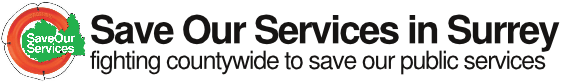 SaveOur
Services
Save Our Services in Surrey
fighting countywide to save our public services